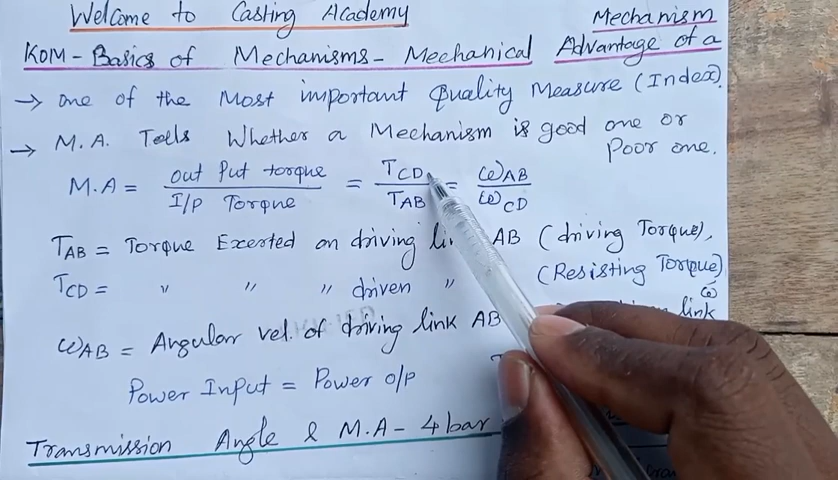 Welcome to Casting Academy
Mechanism
KOM - Basics of Mechanisms - Mechanical Advantage of a
→ one of the Most important Quality Measure (Index).
→ M.A. Tells Whether a Mechanism is good one or
Poor one.
M.A = out Put torque / I/P Torque = TCD / TAB = ωAB / ωCD
TAB = Torque Exerted on driving AB (driving Torque),
TCD = " " " driven " (Resisting Torque)
ωAB = Angular vel. of driving link AB link
Power Input = Power o/p
Transmission Angle & M.A - 4 bar